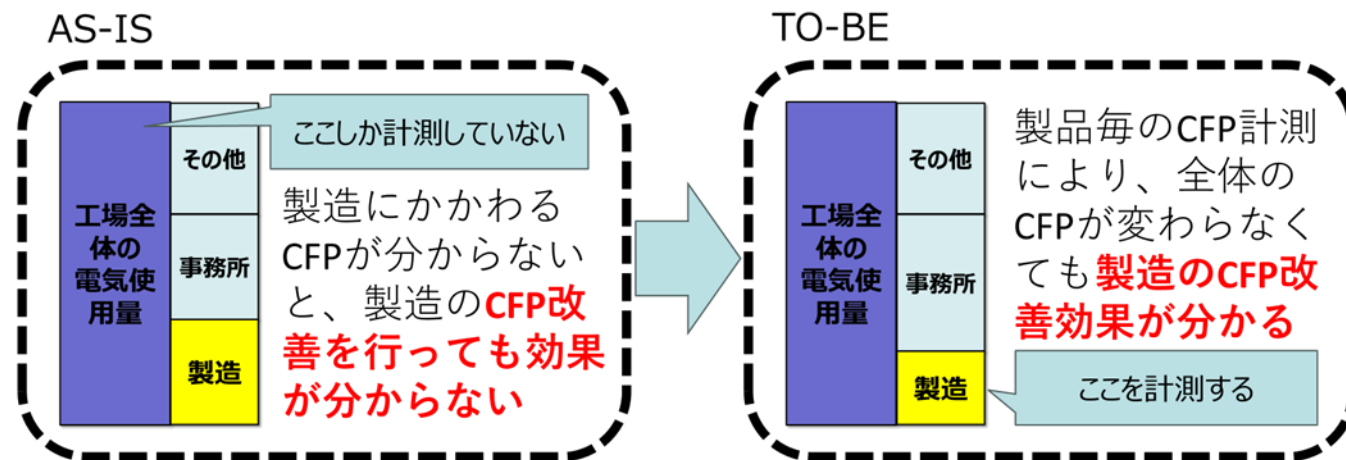 AS-IS
工場全
体の
電気使
用量
その他
事務所
製造
ここしか計測していない
製造にかかわる
CFPが分からない
と、製造のCFP改
善を行っても効果
が分からない
TO-BE
工場全
体の
電気使
用量
その他
事務所
製造
製品毎のCFP計測
により、全体の
CFPが変わらなく
ても製造のCFP改
善効果が分かる
ここを計測する